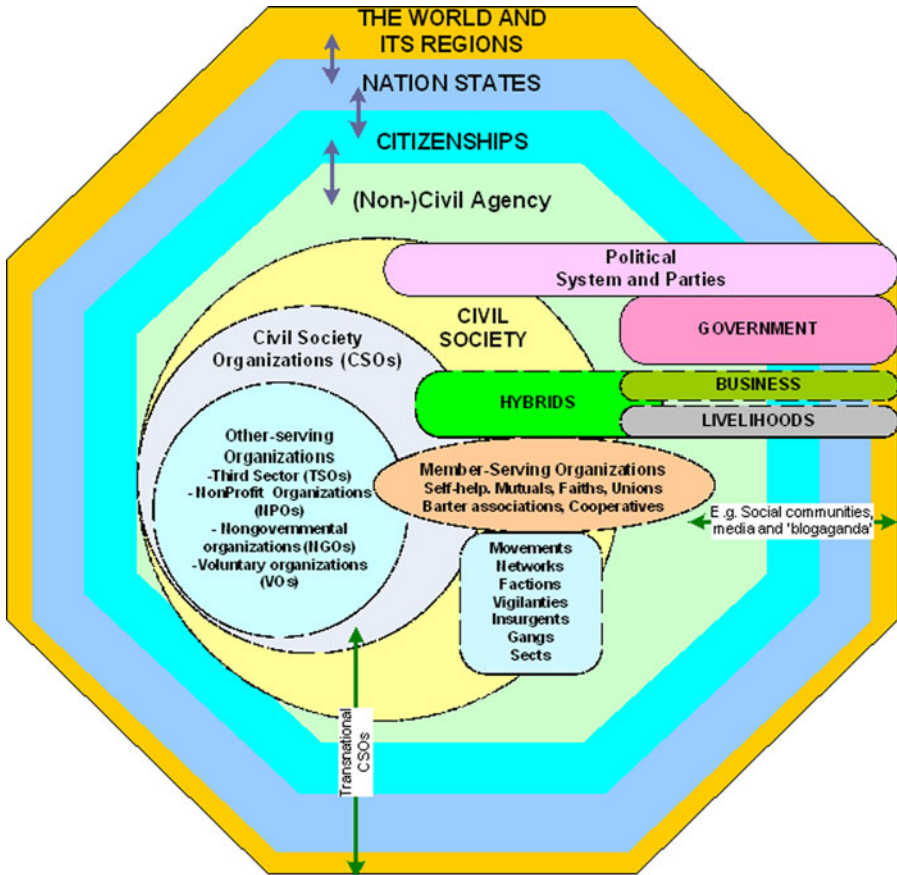 THE WORLD AND
ITS REGIONS
NATION STATES
CITIZENSHIPS
(Non-)Civil Agency
Political
System and Parties
GOVERNMENT
CIVIL
SOCIETY
Civil Society
Organizations (CSOs)
BUSINESS
HYBRIDS
LIVELIHOODS
Other-serving
Organizations
-Third Sector (TSOs)
- NonProfit Organizations
(NPOs)
- Nongovernmental
organizations (NGOs)
-Voluntary organizations
(VOs)
Member-Serving Organizations
Self-help. Mutuals, Faiths, Unions
Barter associations, Cooperatives
E.g. Social communities,
media and 'blogaganda'
Movements
Networks
Factions
Vigilanties
Insurgents
Gangs
Sects
Transnational
CSOs